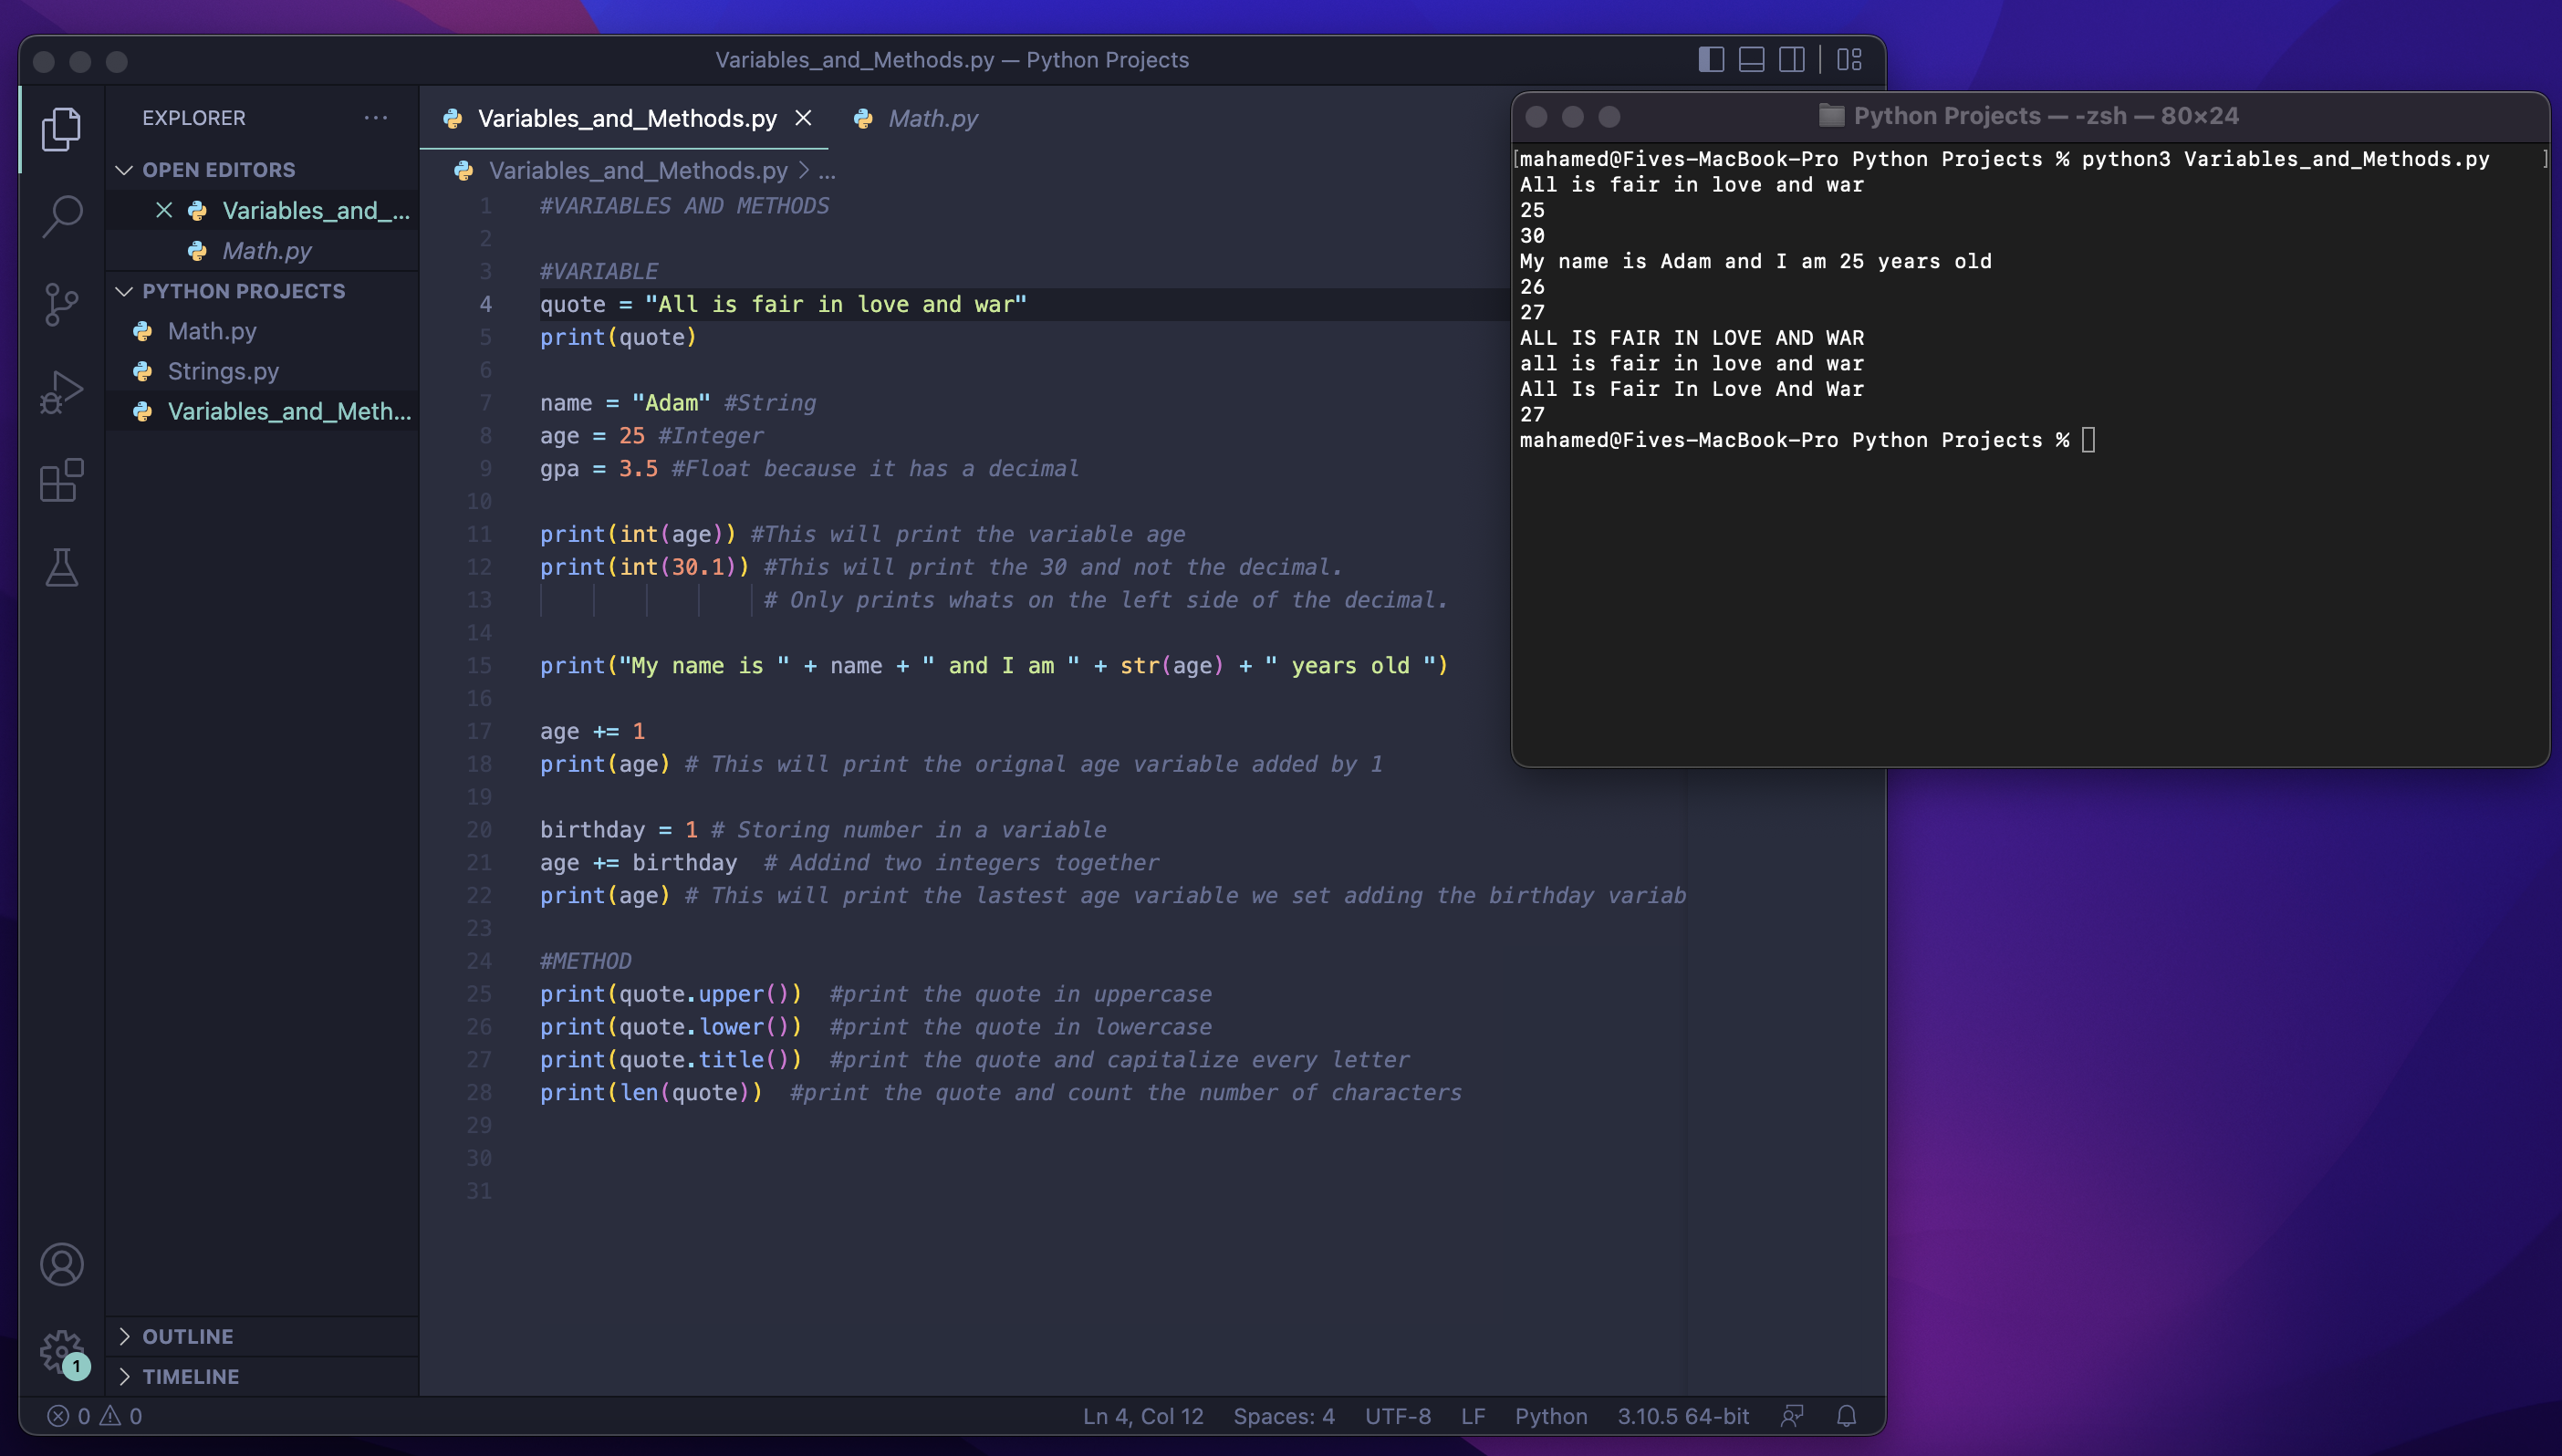 Variables_and_Methods.py — Python Projects
EXPLORER ...
OPEN EDITORS
Variables_and_...
Math.py
PYTHON PROJECTS
Math.py
Strings.py
Variables_and_Meth...
OUTLINE
TIMELINE
1
Variables_and_Methods.py
Math.py
Variables_and_Methods.py > ...
1 #VARIABLES AND METHODS
2
3 #VARIABLE
4 quote = "All is fair in love and war"
5 print(quote)
6
7 name = "Adam" #String
8 age = 25 #Integer
9 gpa = 3.5 #Float because it has a decimal
10
11 print(int(age)) #This will print the variable age
12 print(int(30.1)) #This will print the 30 and not the decimal.
13 # Only prints whats on the left side of the decimal.
14
15 print("My name is " + name + " and I am " + str(age) + " years old ")
16
17 age += 1
18 print(age) # This will print the orignal age variable added by 1
19
20 birthday = 1 # Storing number in a variable
21 age += birthday  # Addind two integers together
22 print(age) # This will print the lastest age variable we set adding the birthday variab
23
24 #METHOD
25 print(quote.upper())  #print the quote in uppercase
26 print(quote.lower())  #print the quote in lowercase
27 print(quote.title())  #print the quote and capitalize every letter
28 print(len(quote))  #print the quote and count the number of characters
29
30
31
0 0
Ln 4, Col 12 Spaces: 4 UTF-8 LF Python 3.10.5 64-bit
Python Projects — -zsh — 80×24
[mahamed@Fives-MacBook-Pro Python Projects % python3 Variables_and_Methods.py ]
All is fair in love and war
25
30
My name is Adam and I am 25 years old
26
27
ALL IS FAIR IN LOVE AND WAR
all is fair in love and war
All Is Fair In Love And War
27
mahamed@Fives-MacBook-Pro Python Projects %